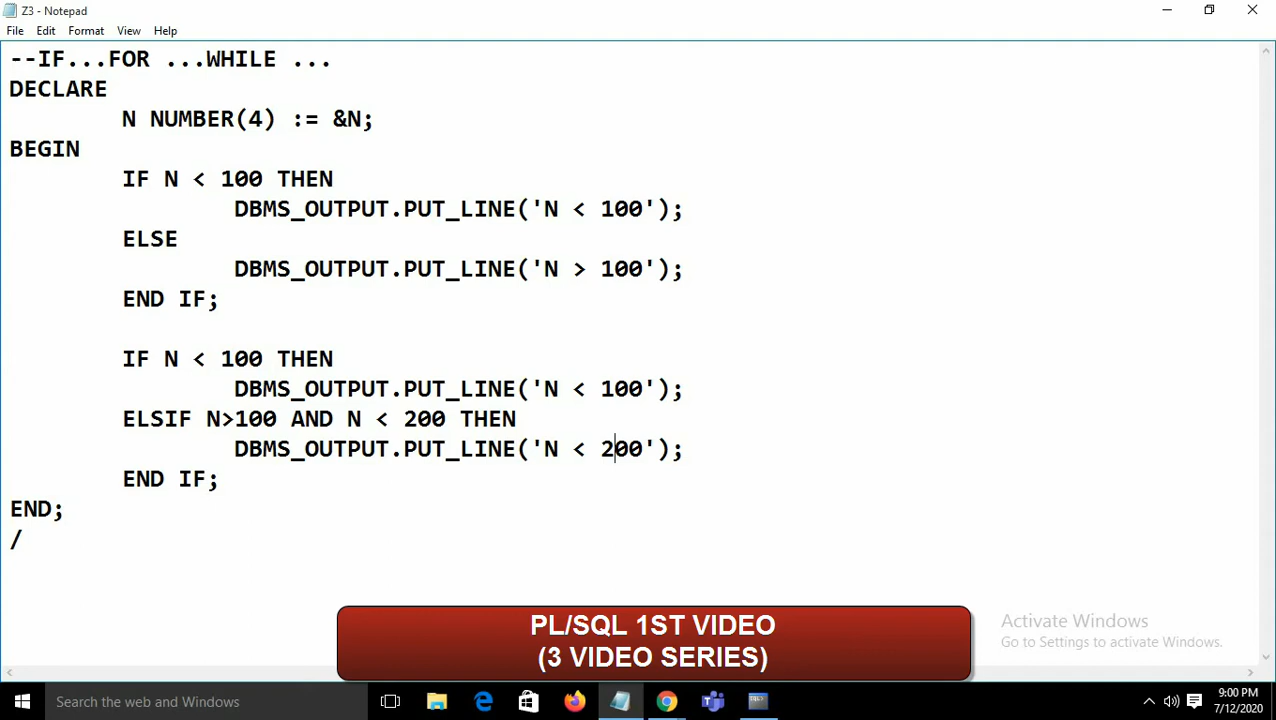 Z3 - Notepad
File Edit Format View Help
--IF...FOR ...WHILE ...
DECLARE
N NUMBER(4) := &N;
BEGIN
IF N < 100 THEN
DBMS_OUTPUT.PUT_LINE('N < 100');
ELSE
DBMS_OUTPUT.PUT_LINE('N > 100');
END IF;
IF N < 100 THEN
DBMS_OUTPUT.PUT_LINE('N < 100');
ELSIF N>100 AND N < 200 THEN
DBMS_OUTPUT.PUT_LINE('N < 200');
END IF;
END;
/
PL/SQL 1ST VIDEO
(3 VIDEO SERIES)
Activate Windows
Go to Settings to activate Windows.
Search the web and Windows
9:00 PM
7/12/2020